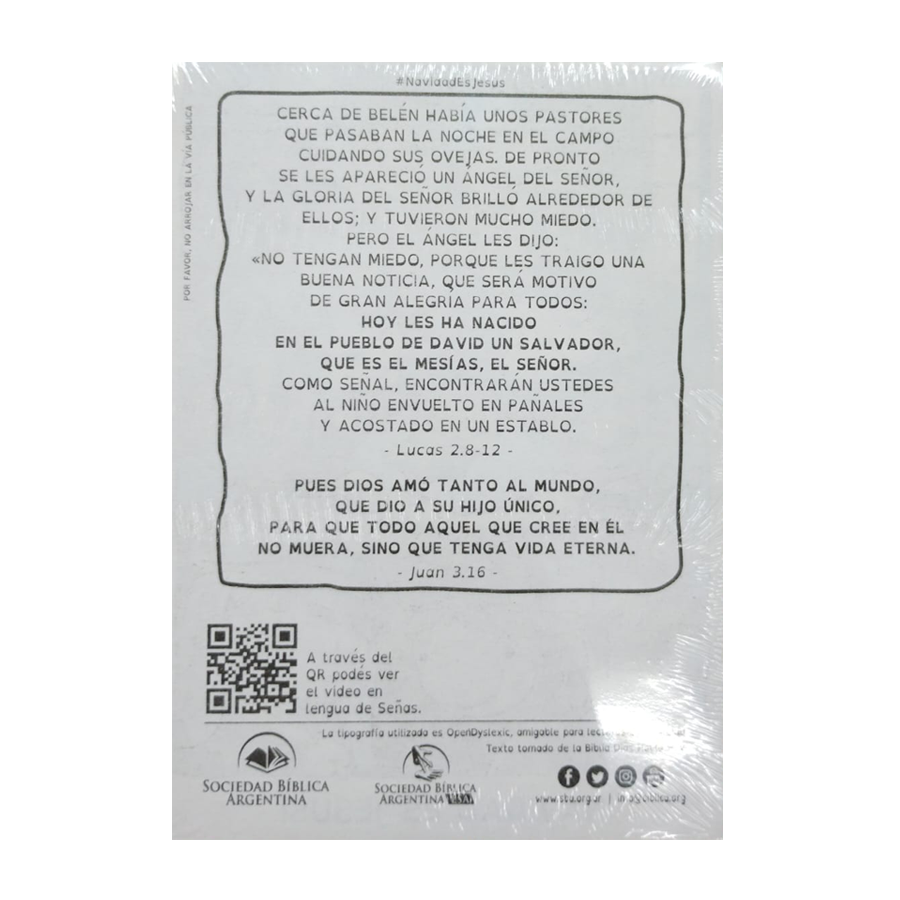 #NavidadEsJesús
POR FAVOR, NO ARROJAR EN LA VÍA PÚBLICA
CERCA DE BELÉN HABÍA UNOS PASTORES
QUE PASABAN LA NOCHE EN EL CAMPO
CUIDANDO SUS OVEJAS. DE PRONTO
SE LES APARECIÓ UN ÁNGEL DEL SEÑOR,
Y LA GLORIA DEL SEÑOR BRILLÓ ALREDEDOR DE
ELLOS; Y TUVIERON MUCHO MIEDO.
PERO EL ÁNGEL LES DIJO:
«NO TENGAN MIEDO, PORQUE LES TRAIGO UNA
BUENA NOTICIA, QUE SERÁ MOTIVO
DE GRAN ALEGRIA PARA TODOS:
HOY LES HA NACIDO
EN EL PUEBLO DE DAVID UN SALVADOR,
QUE ES EL MESÍAS, EL SEÑOR.
COMO SEÑAL, ENCONTRARÁN USTEDES
AL NIÑO ENVUELTO EN PAÑALES
Y ACOSTADO EN UN ESTABLO.
- Lucas 2.8-12 -
PUES DIOS AMÓ TANTO AL MUNDO,
QUE DIO A SU HIJO ÚNICO,
PARA QUE TODO AQUEL QUE CREE EN ÉL
NO MUERA, SINO QUE TENGA VIDA ETERNA.
- Juan 3.16 -
A través del
QR podés ver
el video en
lengua de Señas.
La tipografía utilizada es OpenDyslexic, amigable para
Texto tomado de la Biblia Dios
SOCIEDAD BÍBLICA
ARGENTINA
SOCIEDAD BÍBLICA
ARGENTINA
www.sba.org.ar | info@biblica.org